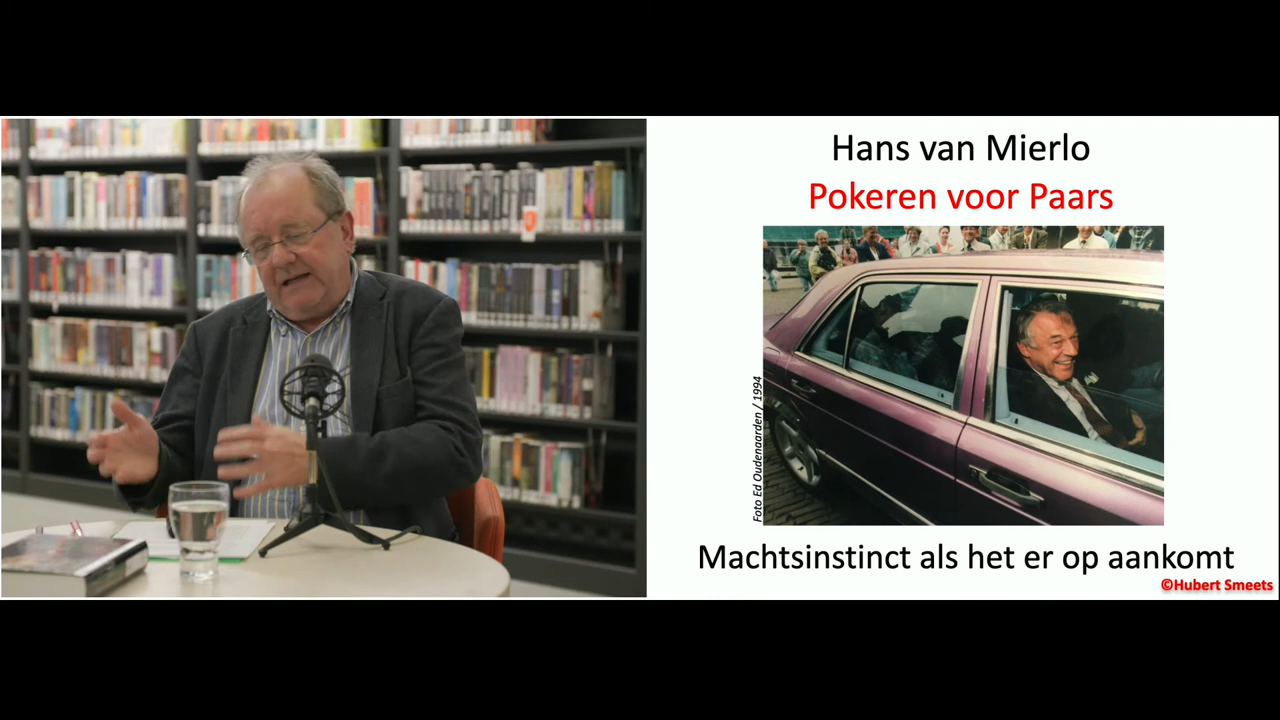 Hans van Mierlo
Pokeren voor Paars
Foto Ed Oudenaarden / 1994
Machtsinstinct als het er op aankomt
©Hubert Smeets